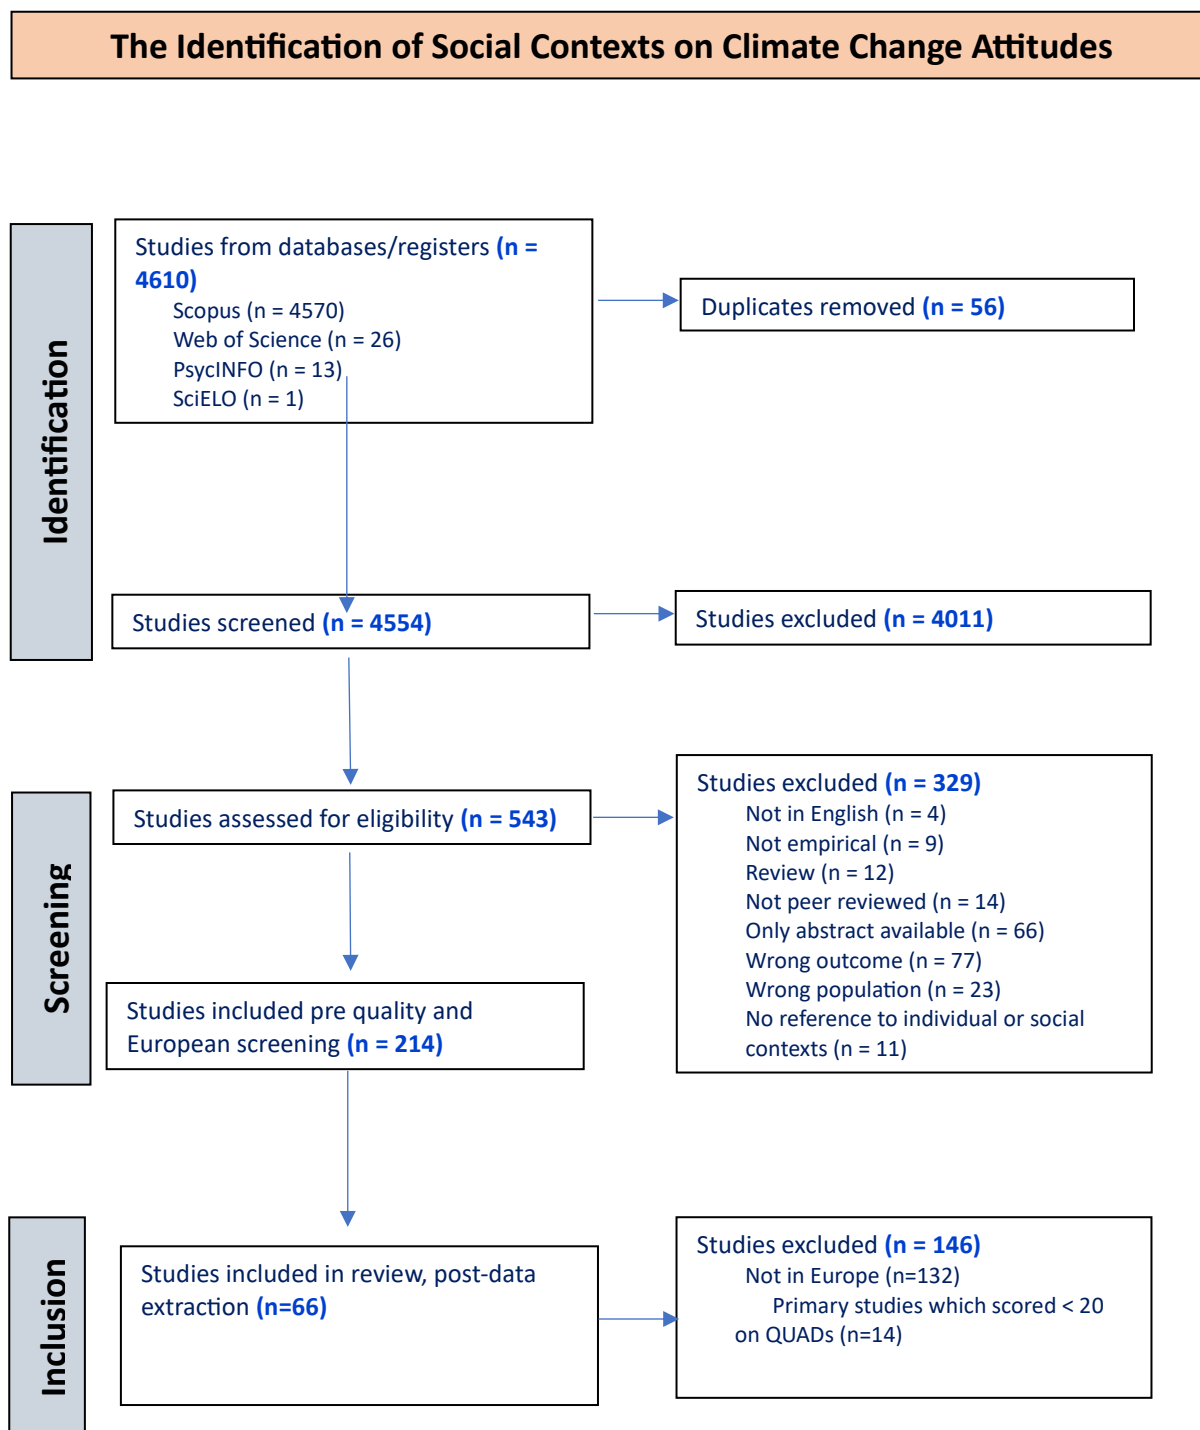 The Identification of Social Contexts on Climate Change Attitudes
Identification
Studies from databases/registers (n =
4610)
Scopus (n = 4570)
Web of Science (n = 26)
PsycINFO (n = 13)
SciELO (n = 1)
Duplicates removed (n = 56)
Studies screened (n = 4554)
Studies excluded (n = 4011)
Screening
Studies assessed for eligibility (n = 543)
Studies excluded (n = 329)
Not in English (n = 4)
Not empirical (n = 9)
Review (n = 12)
Not peer reviewed (n = 14)
Only abstract available (n = 66)
Wrong outcome (n = 77)
Wrong population (n = 23)
No reference to individual or social
contexts (n = 11)
Studies included pre quality and
European screening (n = 214)
Inclusion
Studies included in review, post-data
extraction (n=66)
Studies excluded (n = 146)
Not in Europe (n=132)
Primary studies which scored < 20
on QUADs (n=14)